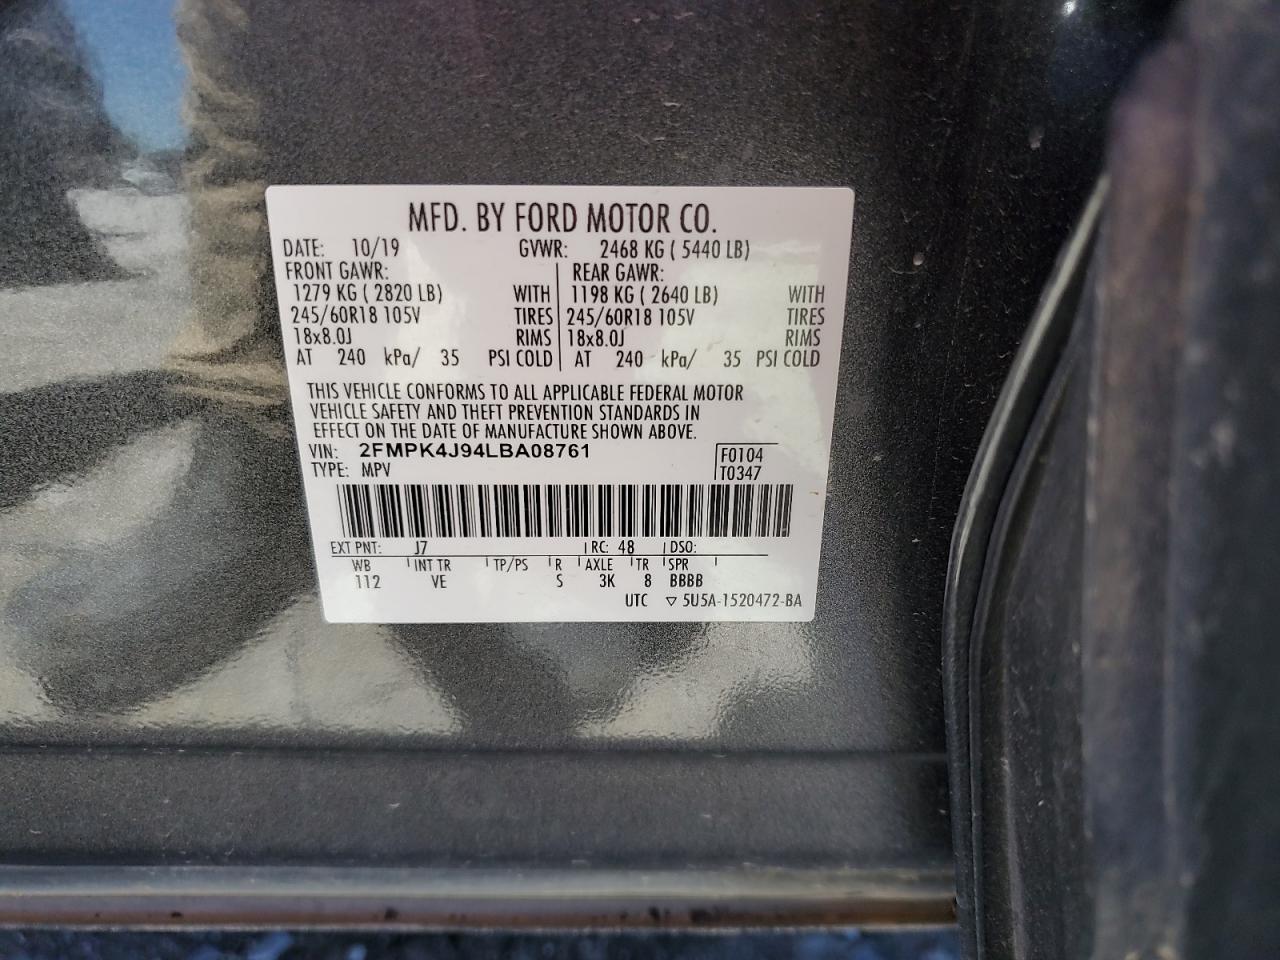 MFD. BY FORD MOTOR CO.
DATE: 10/19 GVWR: 2468 KG ( 5440 LB)
FRONT GAWR: REAR GAWR:
1279 KG ( 2820 LB) WITH 1198 KG ( 2640 LB) WITH
245/60R18 105V TIRES 245/60R18 105V TIRES
18x8.0J RIMS 18x8.0J RIMS
AT 240 kPa/ 35 PSI COLD AT 240 kPa/ 35 PSI COLD
THIS VEHICLE CONFORMS TO ALL APPLICABLE FEDERAL MOTOR
VEHICLE SAFETY AND THEFT PREVENTION STANDARDS IN
EFFECT ON THE DATE OF MANUFACTURE SHOWN ABOVE.
VIN: 2FMPK4J94LBA08761 F0104
TYPE: MPV T0347
EXT PNT: J7 RC: 48 DSO:
WB INT TR TP/PS R AXLE TR SPR
112 VE S 3K 8 BBBB
UTC ▽ 5U5A-1520472-BA